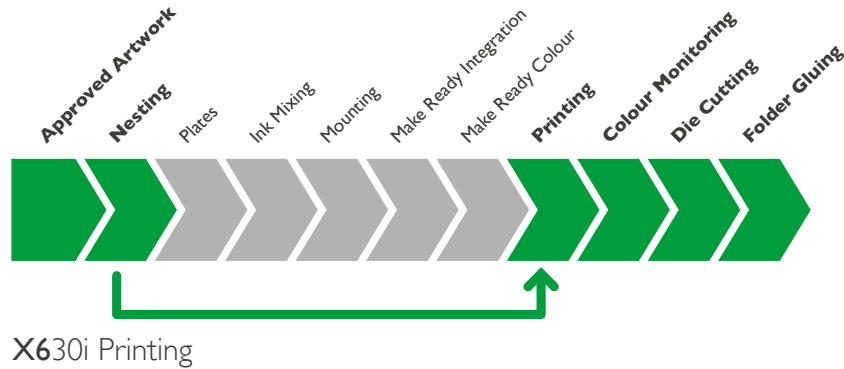 Approved Artwork
Nesting
Plates
Ink Mixing
Mounting
Make Ready Integration
Make Ready Colour
Printing
Colour Monitoring
Die Cutting
Folder Gluing
X630i Printing